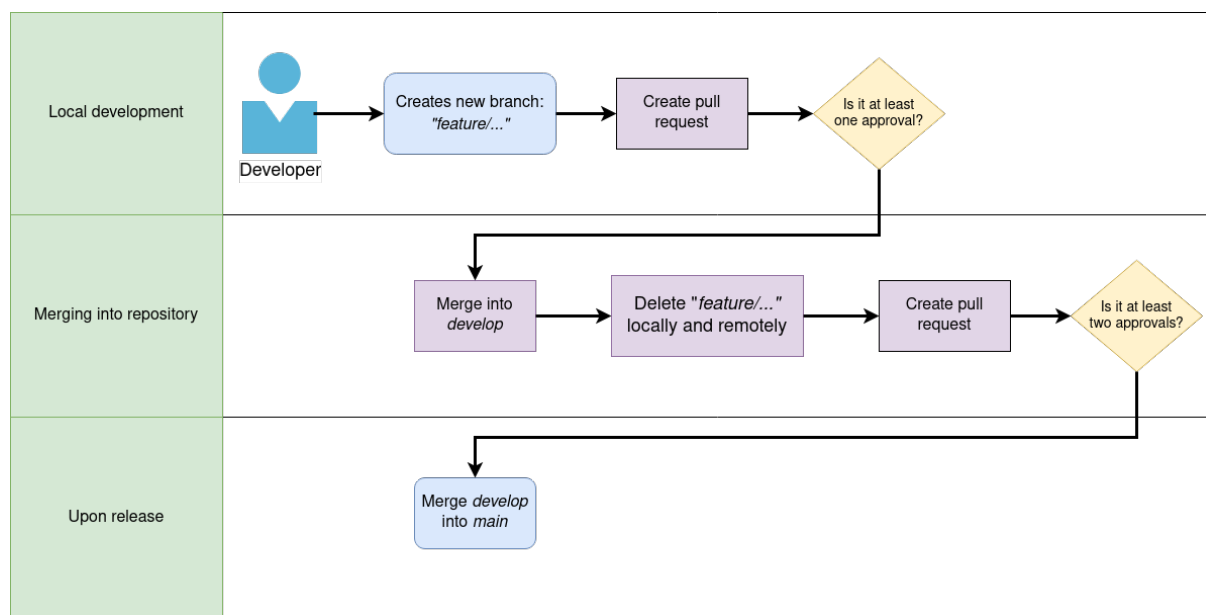 Local development
Developer
Creates new branch:
"feature/..."
Create pull
request
Is it at least
one approval?
Merging into repository
Merge into
develop
Delete "feature/..."
locally and remotely
Create pull
request
Is it at least
two approvals?
Upon release
Merge develop
into main